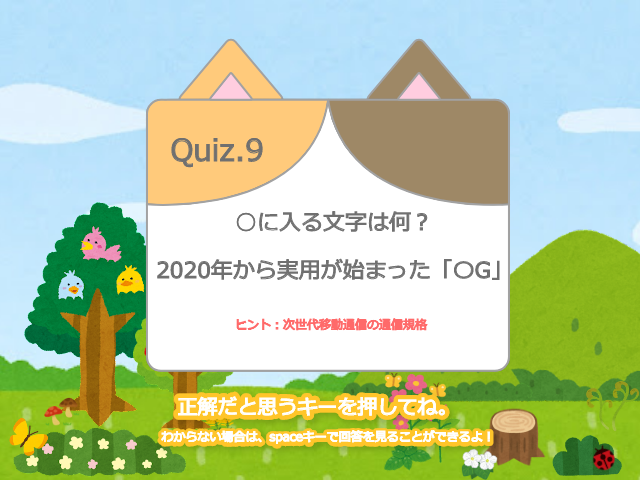 Quiz.9
○に入る文字は何？
2020年から実用が始まった「○G」
ヒント：次世代移動通信の通信規格
正解だと思うキーを押してね。
わからない場合は、spaceキーで回答を見ることができるよ！